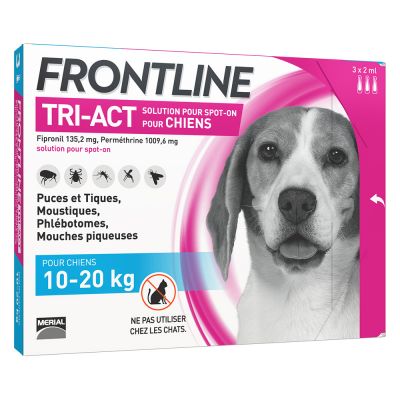 FRONTLINE
3 x 2 ml
TRI-ACT SOLUTION POUR SPOT-ON
POUR CHIENS
Fipronil 135,2 mg, Perméthrine 1009,6 mg
solution pour spot-on
Puces et Tiques,
Moustiques,
Phlébotomes,
Mouches piqueuses
POUR CHIENS
10-20 kg
NE PAS UTILISER
CHEZ LES CHATS.
MERIAL